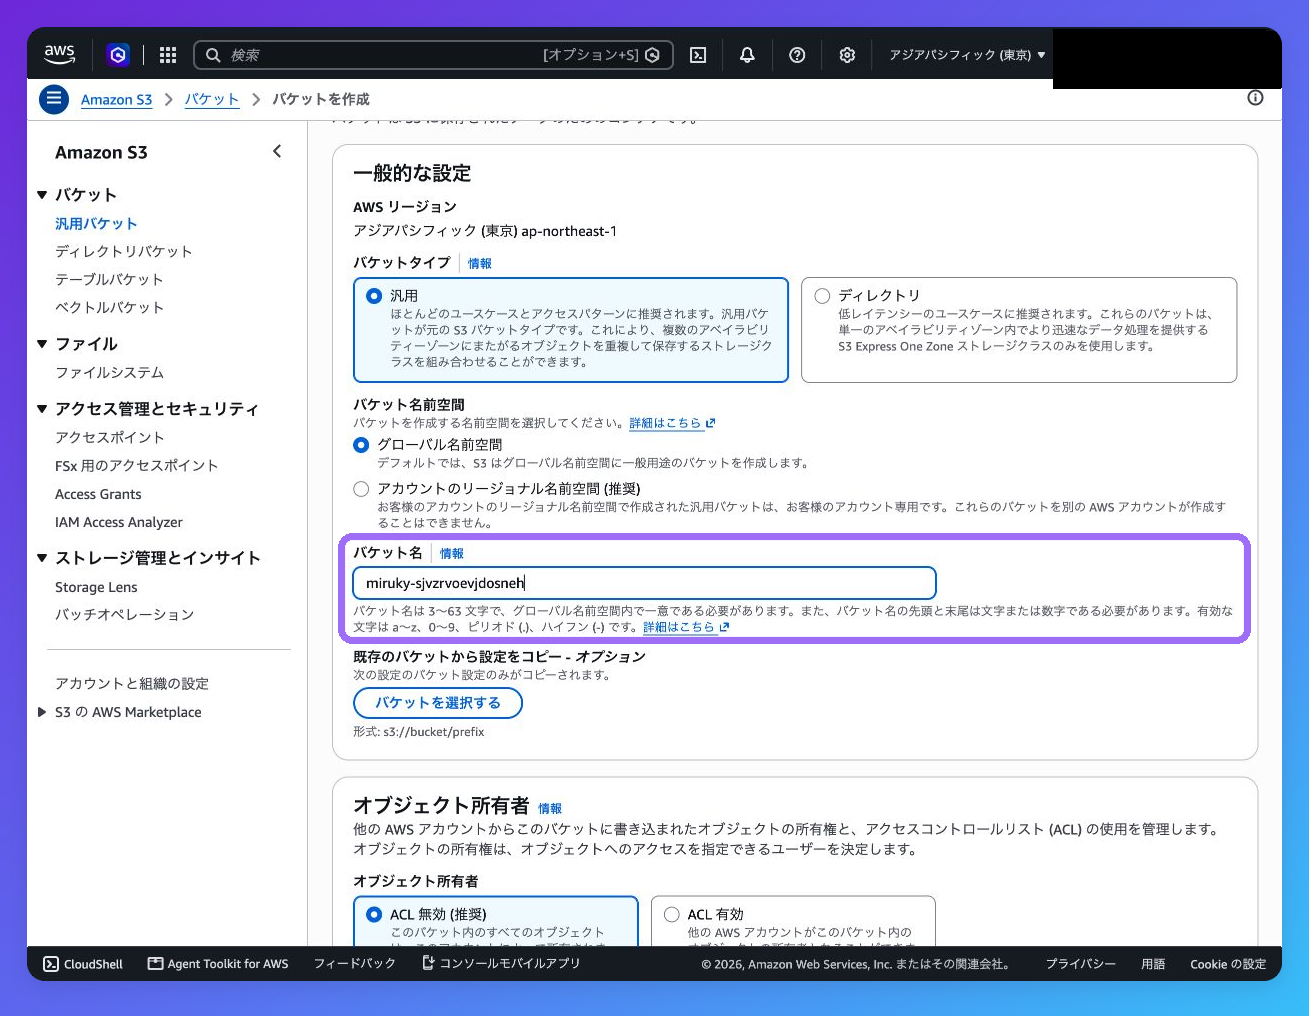 aws
検索
[オプション+S]
アジアパシフィック (東京) ▼
Amazon S3 > バケット > バケットを作成
Amazon S3
▼ バケット
汎用バケット
ディレクトリバケット
テーブルバケット
ベクトルバケット
▼ ファイル
ファイルシステム
▼ アクセス管理とセキュリティ
アクセスポイント
FSx 用のアクセスポイント
Access Grants
IAM Access Analyzer
▼ ストレージ管理とインサイト
Storage Lens
バッチオペレーション
アカウントと組織の設定
▶ S3 の AWS Marketplace
一般的な設定
AWS リージョン
アジアパシフィック (東京) ap-northeast-1
バケットタイプ 情報
汎用
ほとんどのユースケースとアクセスパターンに推奨されます。汎用バケ
ットが元の S3 バケットタイプです。これにより、複数のアベイラビリ
ティーゾーンにまたがるオブジェクトを重複して保存するストレージク
ラスを組み合わせることができます。
ディレクトリ
低レイテンシーのユースケースに推奨されます。これらのバケットは、
単一のアベイラビリティゾーン内でより迅速なデータ処理を提供する
S3 Express One Zone ストレージクラスのみを使用します。
バケット名前空間
バケットを作成する名前空間を選択してください。詳細はこちら
グローバル名前空間
デフォルトでは、S3 はグローバル名前空間に一般用途のバケットを作成します。
アカウントのリージョナル名前空間 (推奨)
お客様のアカウントのリージョナル名前空間で作成された汎用バケットは、お客様のアカウント専用です。これらのバケットを別の AWS アカウントが作成す
ることはできません。
バケット名 情報
miruky-sjvzrvoevjdosneh
バケット名は 3～63 文字で、グローバル名前空間内で一意である必要があります。また、バケット名の先頭と末尾は文字または数字である必要があります。有効な
文字は a～z、0～9、ピリオド (.)、ハイフン (-) です。詳細はこちら
既存のバケットから設定をコピー - オプション
次の設定のバケット設定のみがコピーされます。
バケットを選択する
形式: s3://bucket/prefix
オブジェクト所有者 情報
他の AWS アカウントからこのバケットに書き込まれたオブジェクトの所有権と、アクセスコントロールリスト (ACL) の使用を管理します。
オブジェクトの所有権は、オブジェクトへのアクセスを指定できるユーザーを決定します。
オブジェクト所有者
ACL 無効 (推奨)
このバケット内のすべてのオブジェクト
ACL 有効
他の AWS アカウントがこのバケット内の
CloudShell
Agent Toolkit for AWS
フィードバック
コンソールモバイルアプリ
© 2026, Amazon Web Services, Inc. またはその関連会社。
プライバシー
用語
Cookie の設定